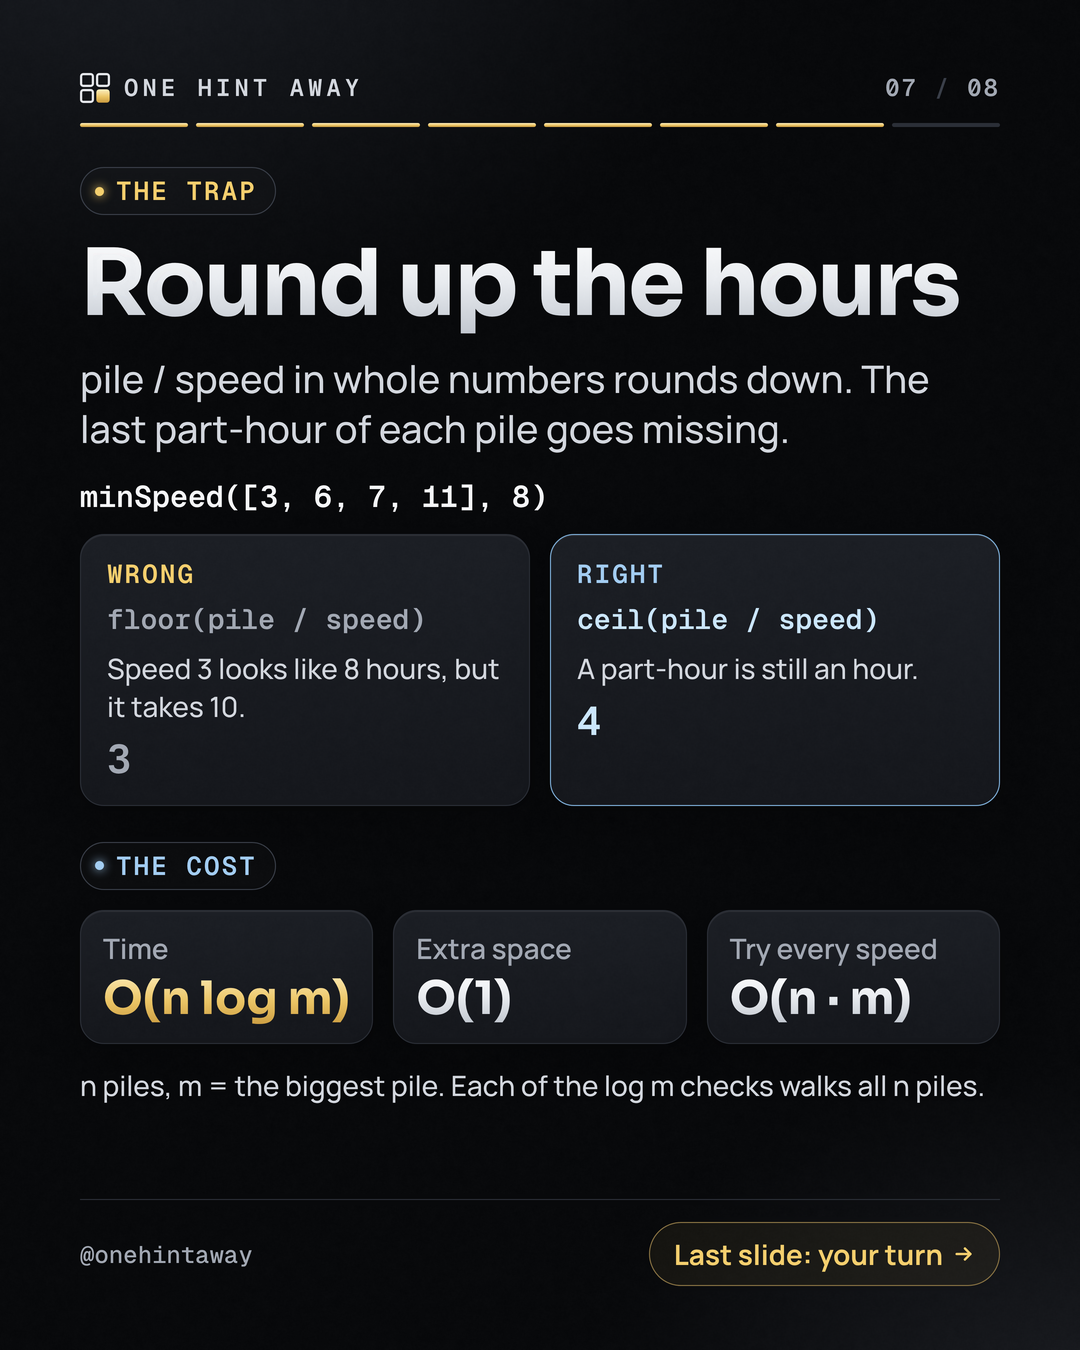 ONE HINT AWAY
07 / 08
THE TRAP
Round up the hours
pile / speed in whole numbers rounds down. The
last part-hour of each pile goes missing.
minSpeed([3, 6, 7, 11], 8)
WRONG
floor(pile / speed)
Speed 3 looks like 8 hours, but
it takes 10.
3
RIGHT
ceil(pile / speed)
A part-hour is still an hour.
4
THE COST
Time
O(n log m)
Extra space
O(1)
Try every speed
O(n · m)
n piles, m = the biggest pile. Each of the log m checks walks all n piles.
@onehintaway
Last slide: your turn →